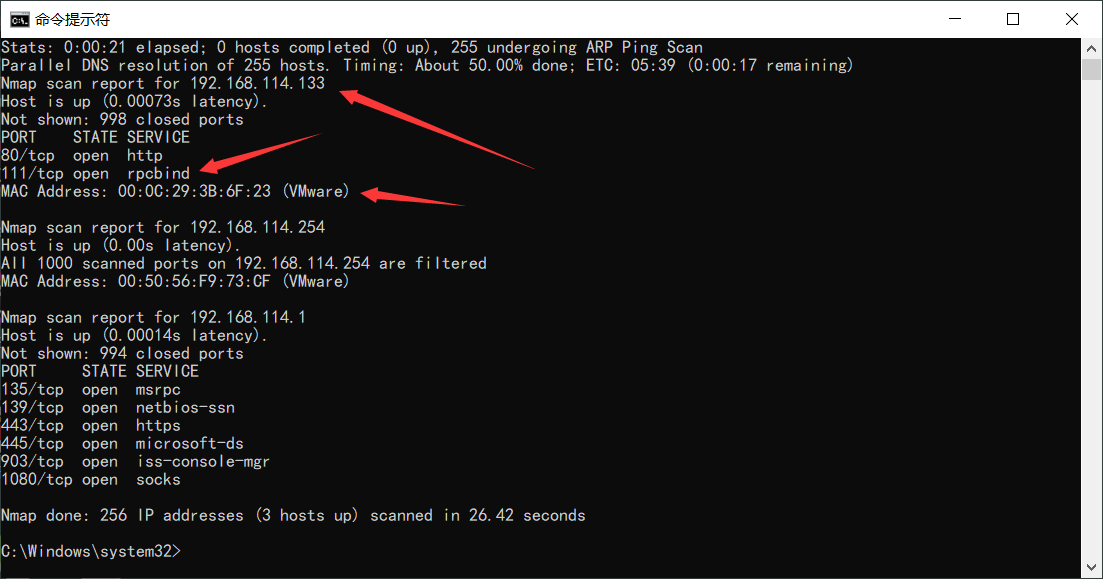 命令提示符
Stats: 0:00:21 elapsed; 0 hosts completed (0 up), 255 undergoing ARP Ping Scan
Parallel DNS resolution of 255 hosts. Timing: About 50.00% done; ETC: 05:39 (0:00:17 remaining)
Nmap scan report for 192.168.114.133
Host is up (0.00073s latency).
Not shown: 998 closed ports
PORT    STATE SERVICE
80/tcp  open  http
111/tcp open  rpcbind
MAC Address: 00:0C:29:3B:6F:23 (VMware)

Nmap scan report for 192.168.114.254
Host is up (0.00s latency).
All 1000 scanned ports on 192.168.114.254 are filtered
MAC Address: 00:50:56:F9:73:CF (VMware)

Nmap scan report for 192.168.114.1
Host is up (0.00014s latency).
Not shown: 994 closed ports
PORT     STATE SERVICE
135/tcp  open  msrpc
139/tcp  open  netbios-ssn
443/tcp  open  https
445/tcp  open  microsoft-ds
903/tcp  open  iss-console-mgr
1080/tcp open  socks

Nmap done: 256 IP addresses (3 hosts up) scanned in 26.42 seconds

C:\Windows\system32>